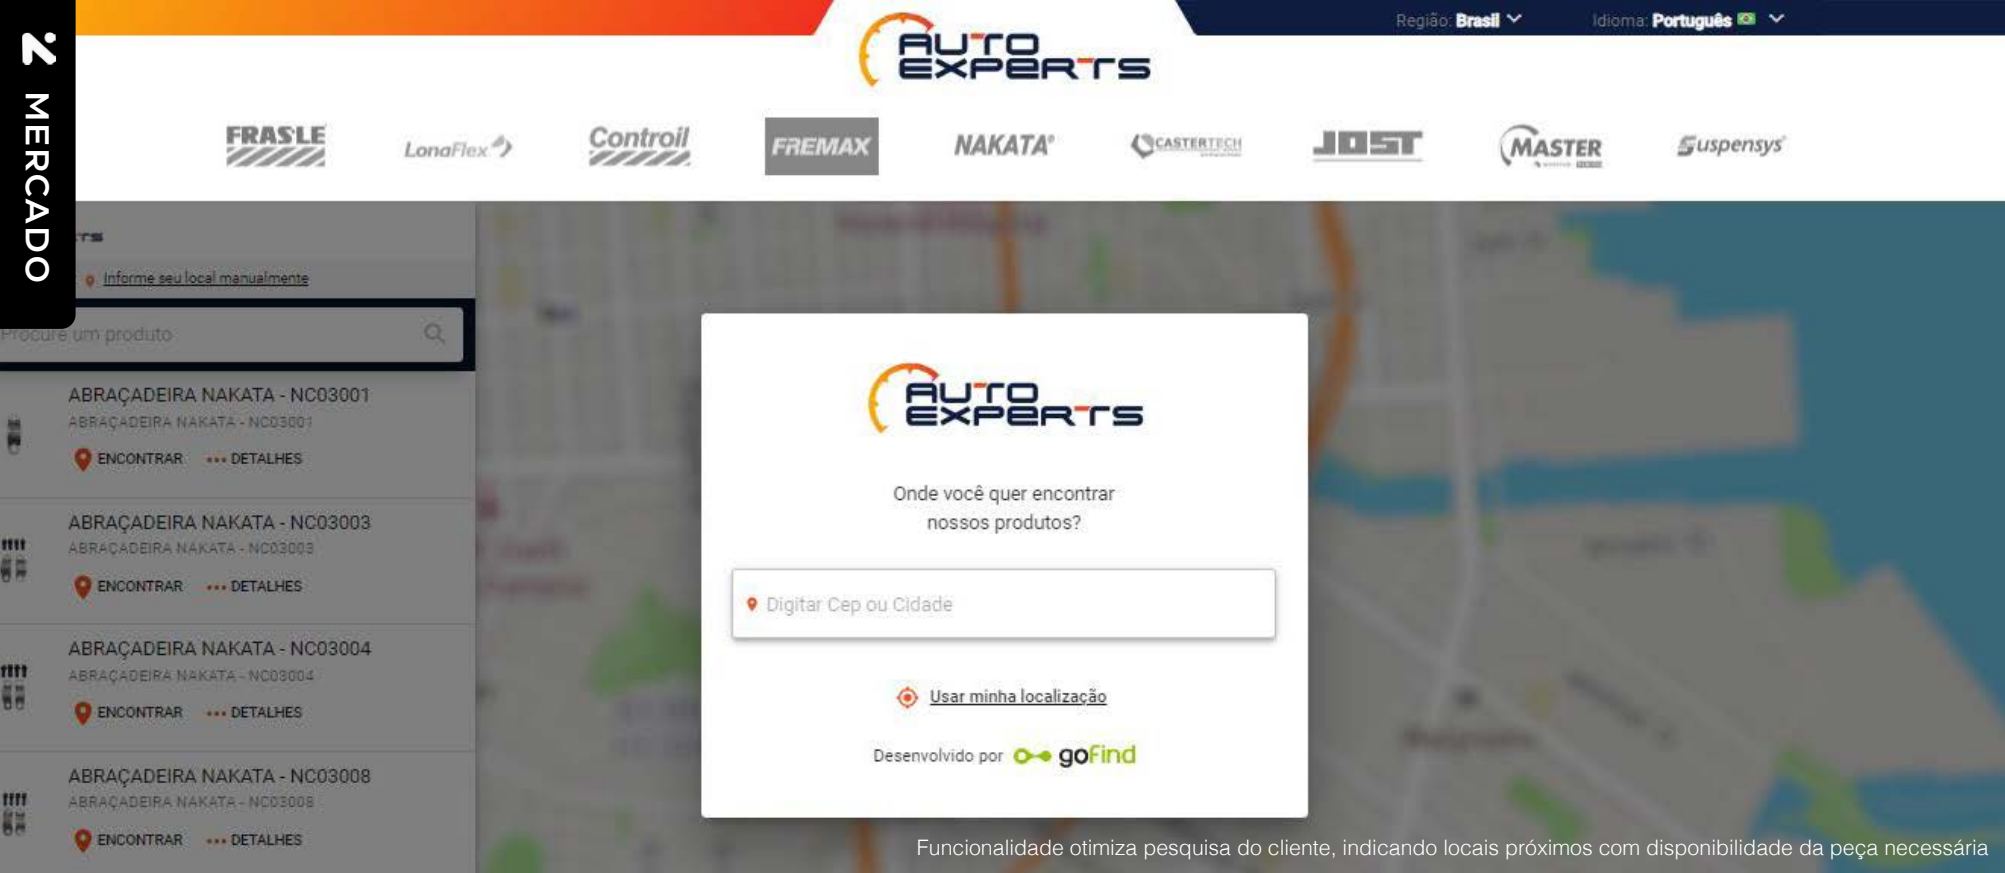 MERCADO
Região: Brasil
Idioma: Português
AUTO
EXPERTS
FRAS-LE
LonaFlex
Controil
FREMAX
NAKATA®
CASTERTECH
JOST
MASTER
Suspensys
Informe seu local manualmente
Procure um produto
ABRAÇADEIRA NAKATA - NC03001
ABRAÇADEIRA NAKATA - NC03001
ENCONTRAR ••• DETALHES
ABRAÇADEIRA NAKATA - NC03003
ABRAÇADEIRA NAKATA - NC03003
ENCONTRAR ••• DETALHES
ABRAÇADEIRA NAKATA - NC03004
ABRAÇADEIRA NAKATA - NC03004
ENCONTRAR ••• DETALHES
ABRAÇADEIRA NAKATA - NC03008
ABRAÇADEIRA NAKATA - NC03008
ENCONTRAR ••• DETALHES
AUTO
EXPERTS
Onde você quer encontrar
nossos produtos?
Digitar Cep ou Cidade
Usar minha localização
Desenvolvido por goFind
Funcionalidade otimiza pesquisa do cliente, indicando locais próximos com disponibilidade da peça necessária